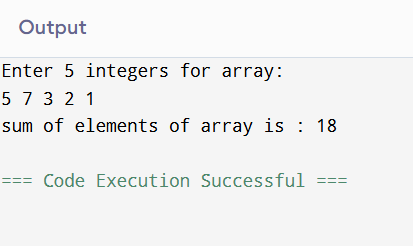 Output
Enter 5 integers for array:
5 7 3 2 1
sum of elements of array is : 18
=== Code Execution Successful ===